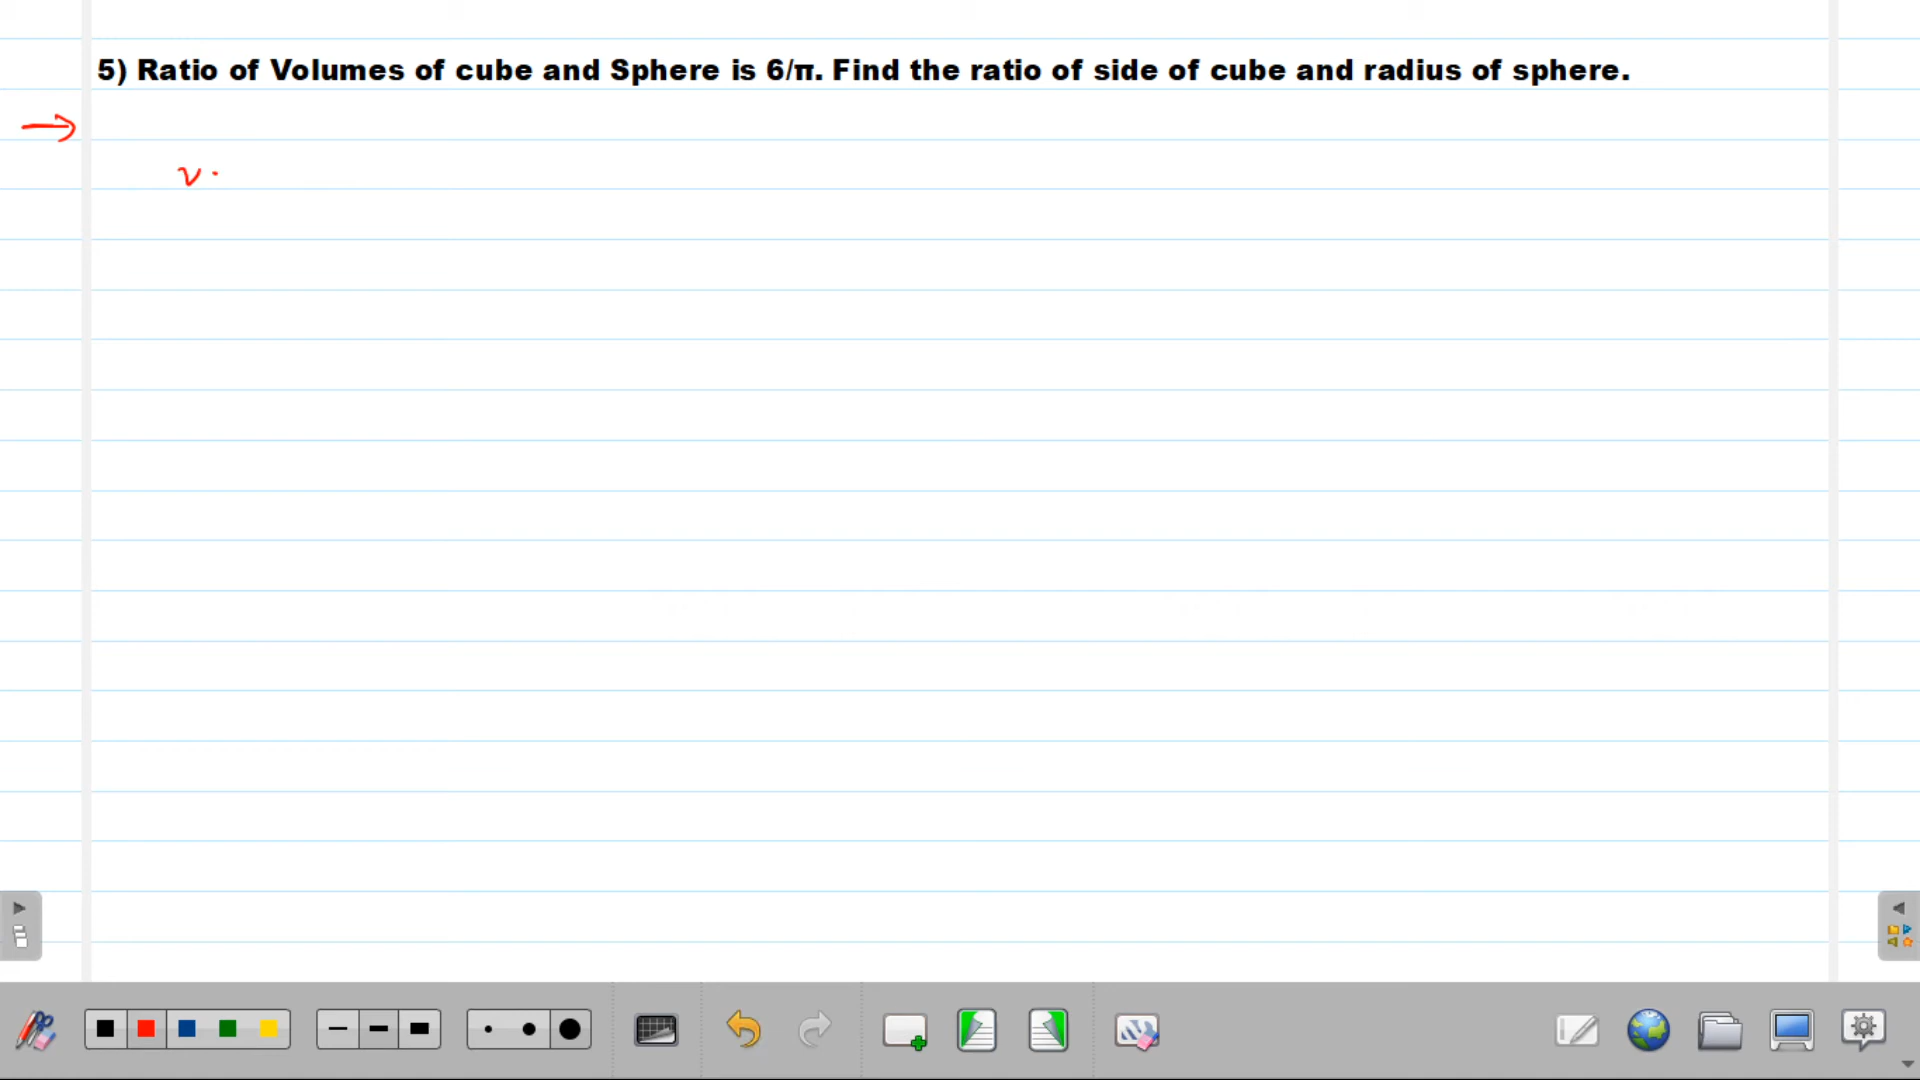 5) Ratio of Volumes of cube and Sphere is 6/π. Find the ratio of side of cube and radius of sphere.
v.